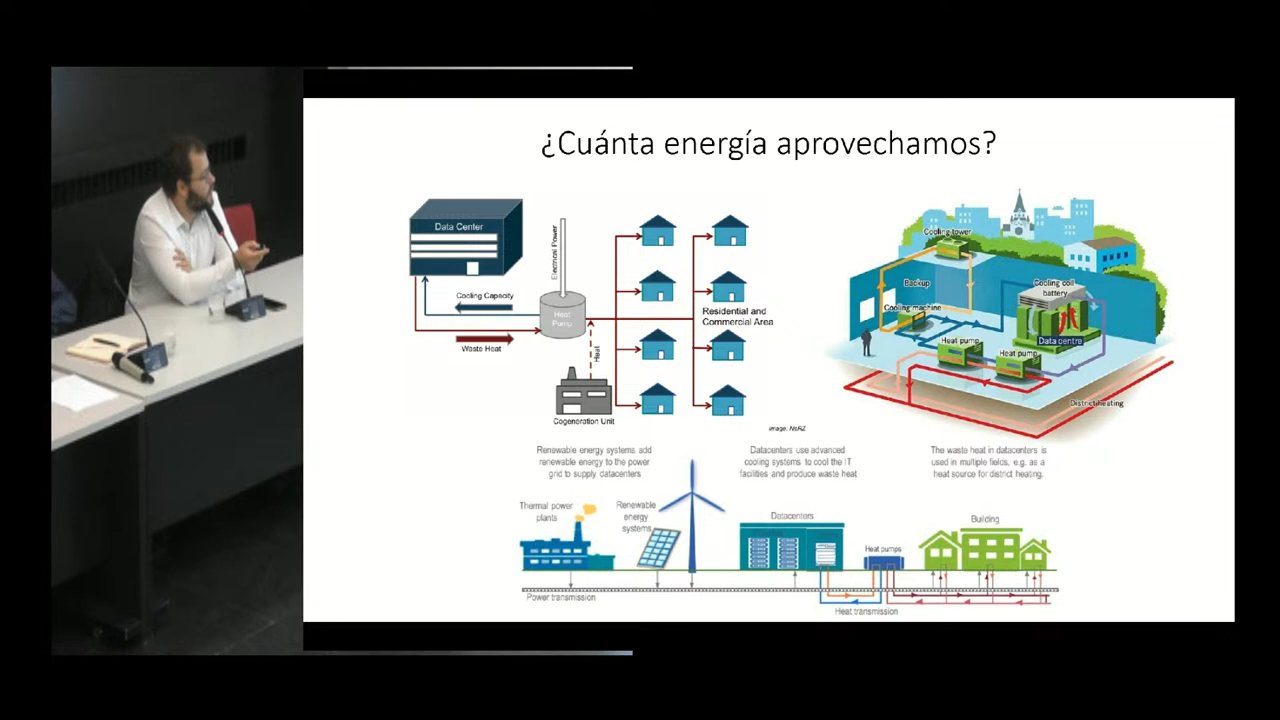 ¿Cuánta energía aprovechamos?
Data Center
Electrical Power
Cooling Capacity
Heat
Pump
Waste Heat
Heat
Residential and
Commercial Area
Cogeneration Unit
Image: NeRZ
Cooling tower
Backup
Cooling coil
battery
Cooling machine
Data centre
Heat pump
Heat pump
District heating
Renewable energy systems add
renewable energy to the power
grid to supply datacenters
Datacenters use advanced
cooling systems to cool the IT
facilities and produce waste heat
The waste heat in datacenters is
used in multiple fields, e.g. as a
heat source for district heating.
Thermal power
plants
Renewable
energy
systems
Datacenters
Heat pumps
Building
Power transmission
Heat transmission